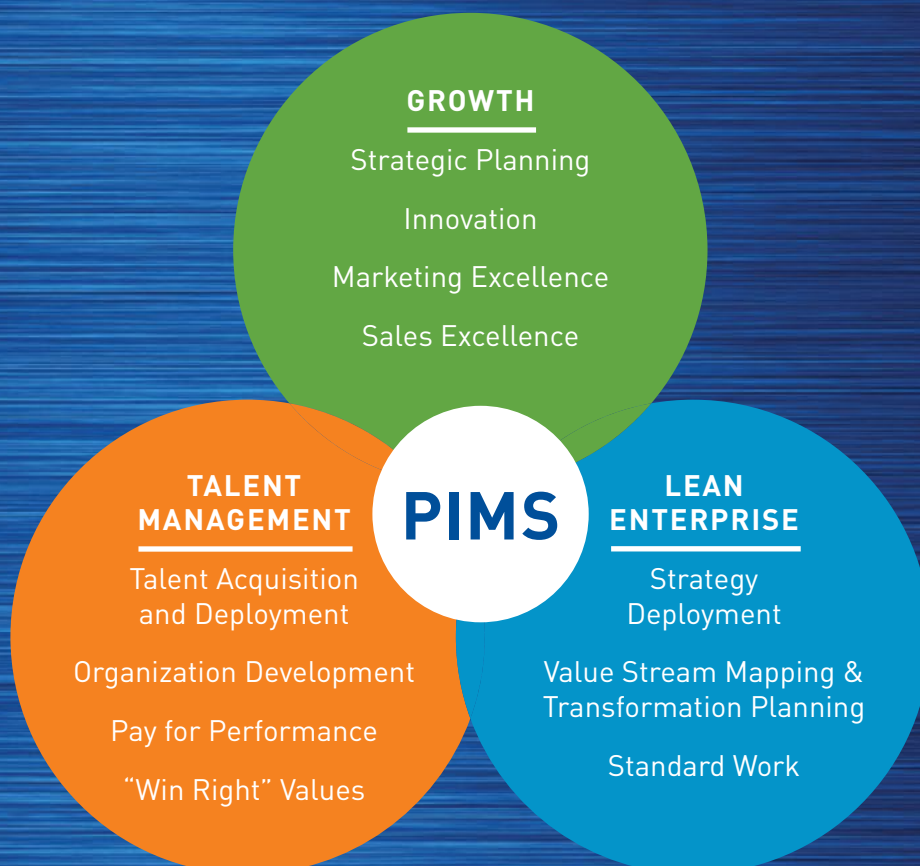 GROWTH
Strategic Planning
Innovation
Marketing Excellence
Sales Excellence
PIMS
TALENT
MANAGEMENT
Talent Acquisition
and Deployment
Organization Development
Pay for Performance
“Win Right” Values
LEAN
ENTERPRISE
Strategy
Deployment
Value Stream Mapping &
Transformation Planning
Standard Work